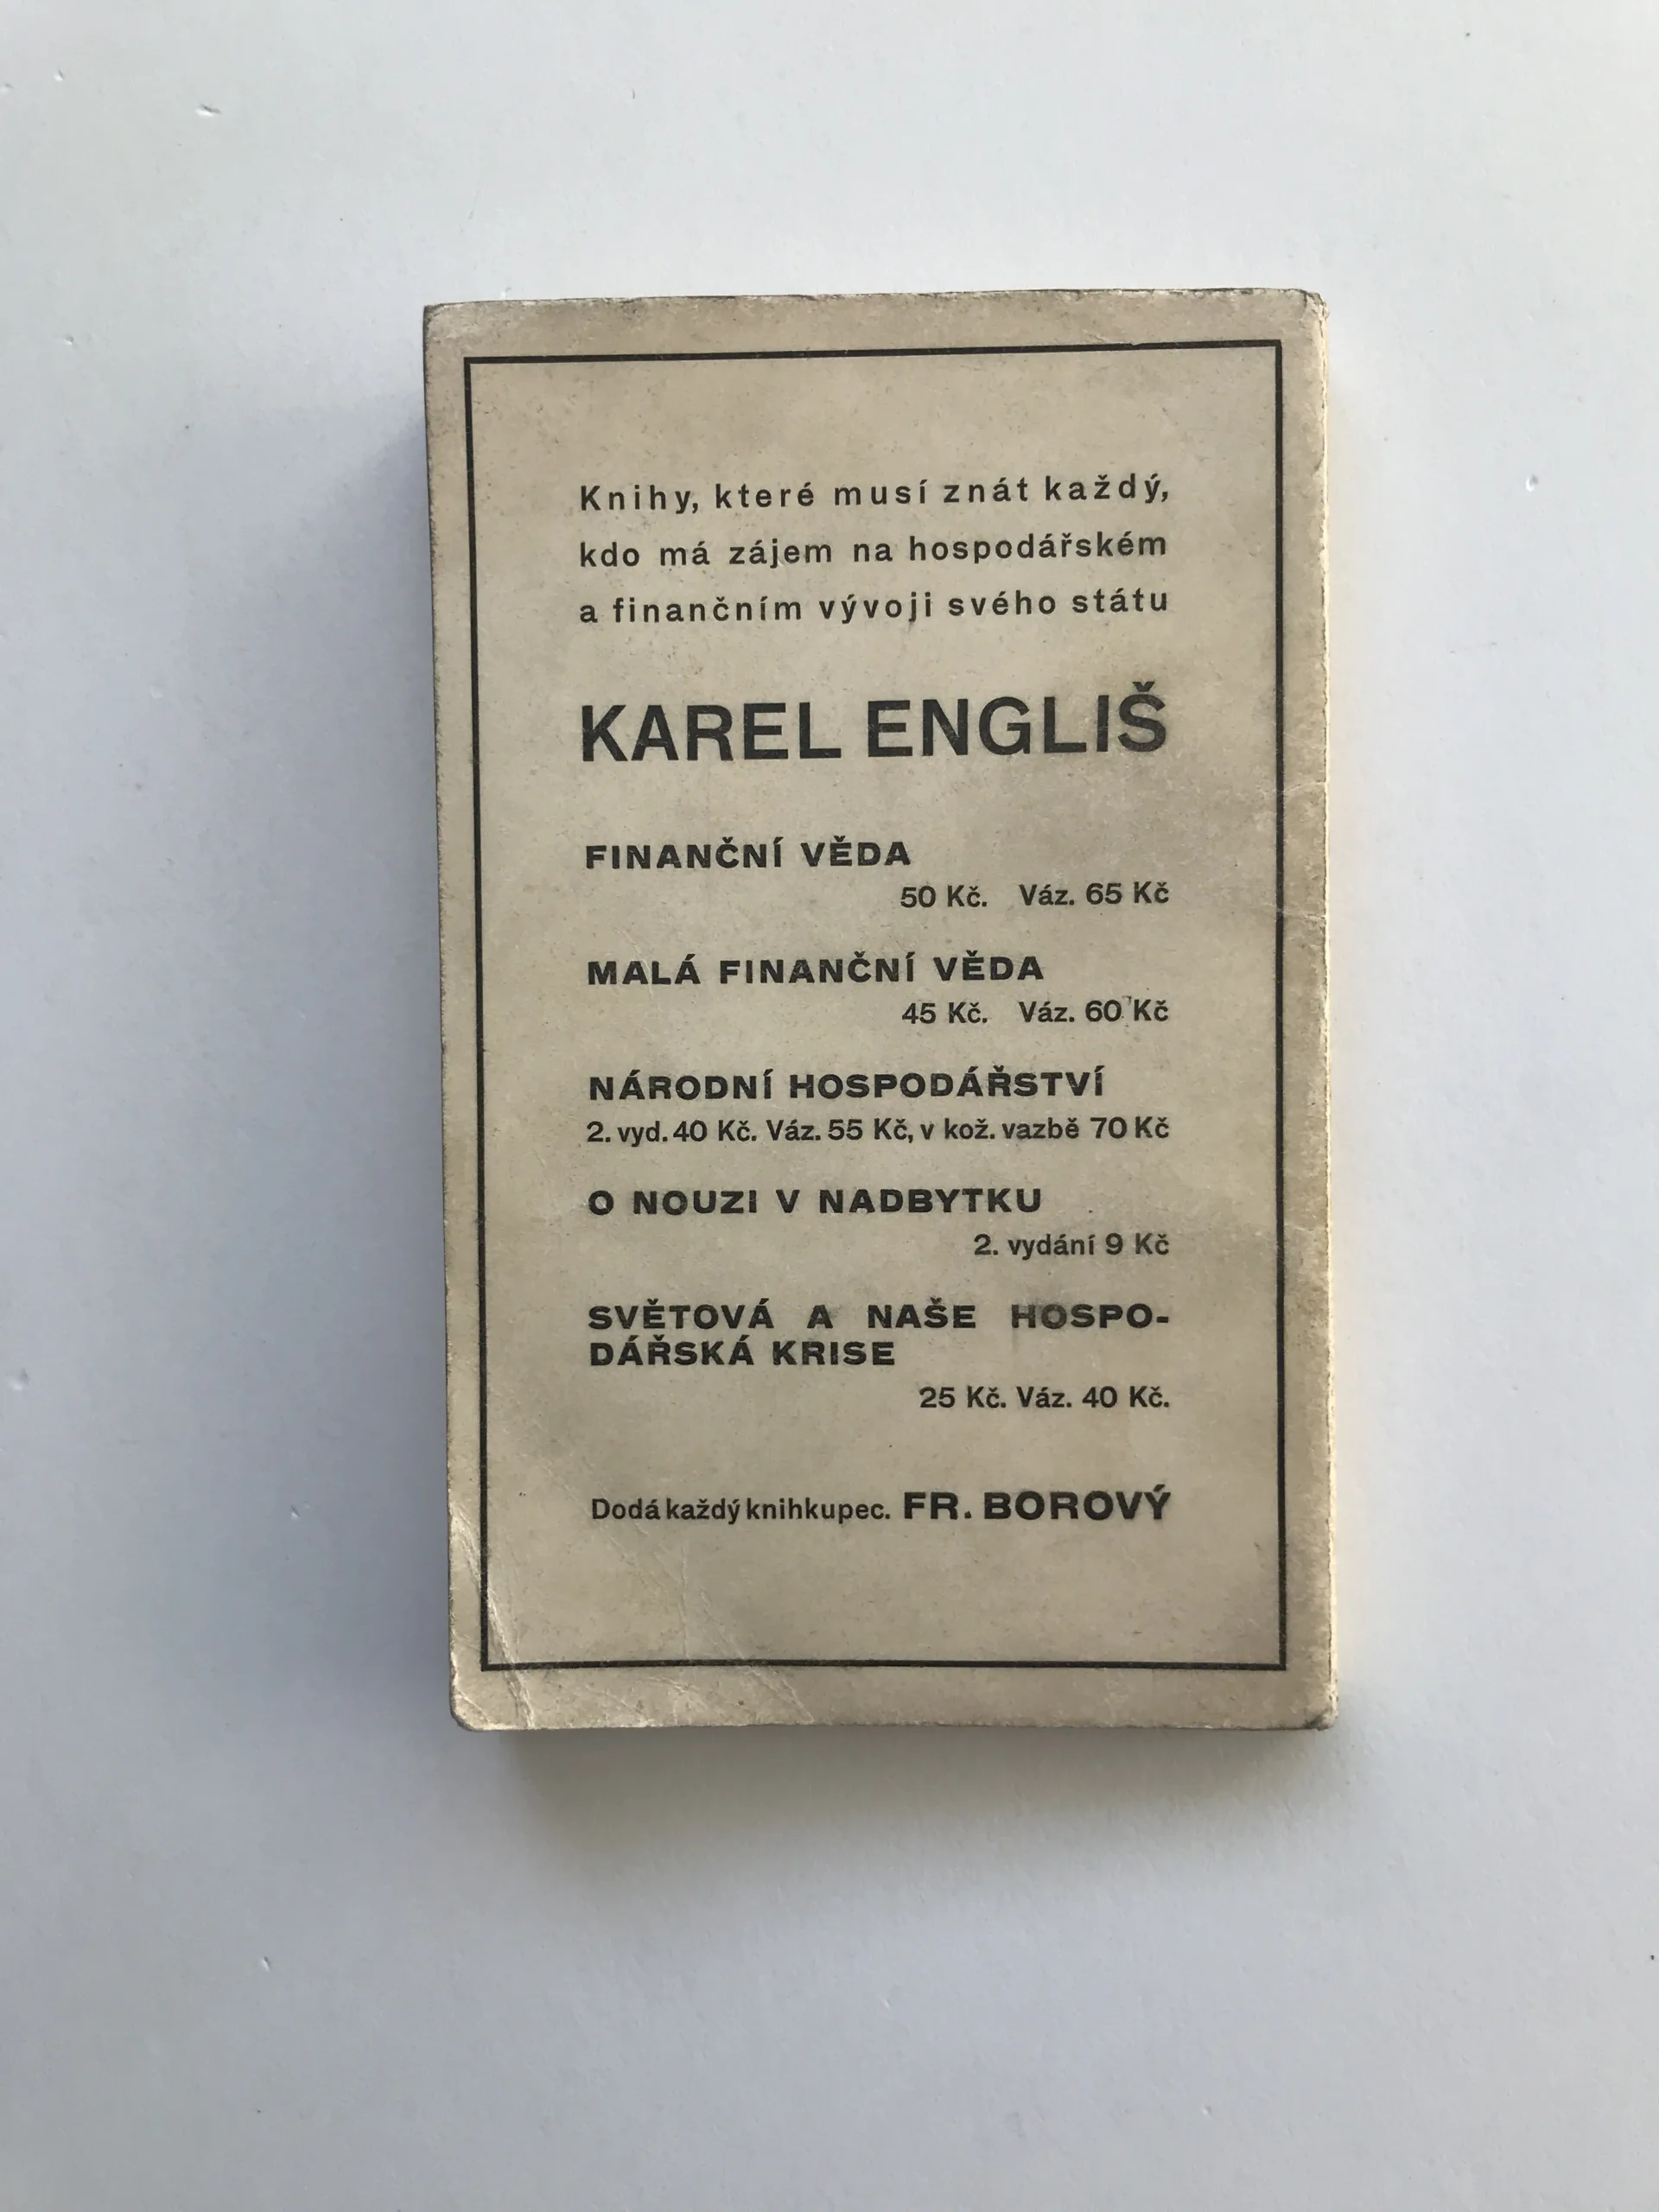 Knihy, které musí znát každý,
kdo má zájem na hospodářském
a finančním vývoji svého státu
KAREL ENGLIŠ
FINANČNÍ VĚDA
50 Kč. Váz. 65 Kč
MALÁ FINANČNÍ VĚDA
45 Kč. Váz. 60 Kč
NÁRODNÍ HOSPODÁŘSTVÍ
2. vyd. 40 Kč. Váz. 55 Kč, v kož. vazbě 70 Kč
O NOUZI V NADBYTKU
2. vydání 9 Kč
SVĚTOVÁ A NAŠE HOSPO-
DÁŘSKÁ KRISE
25 Kč. Váz. 40 Kč.
Dodá každý knihkupec. FR. BOROVÝ